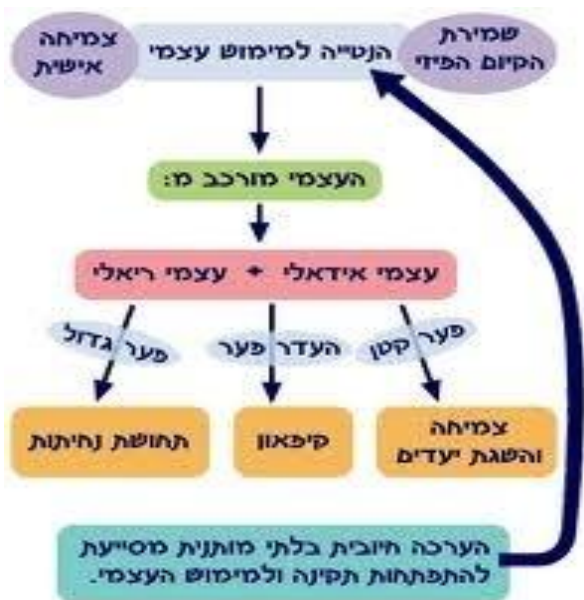 שמירת
הקיום הפיזי
הנטייה למימוש עצמי
צמיחה
אישית
העצמי מורכב מ:
עצמי אידאלי + עצמי ריאלי
פער קטן
העדר פער
פער גדול
צמיחה
והשגת יעדים
קיפאון
תחושת נחיתות
הערכה חיובית בלתי מותנית מסייעת
להתפתחות תקינה ולמימוש העצמי.